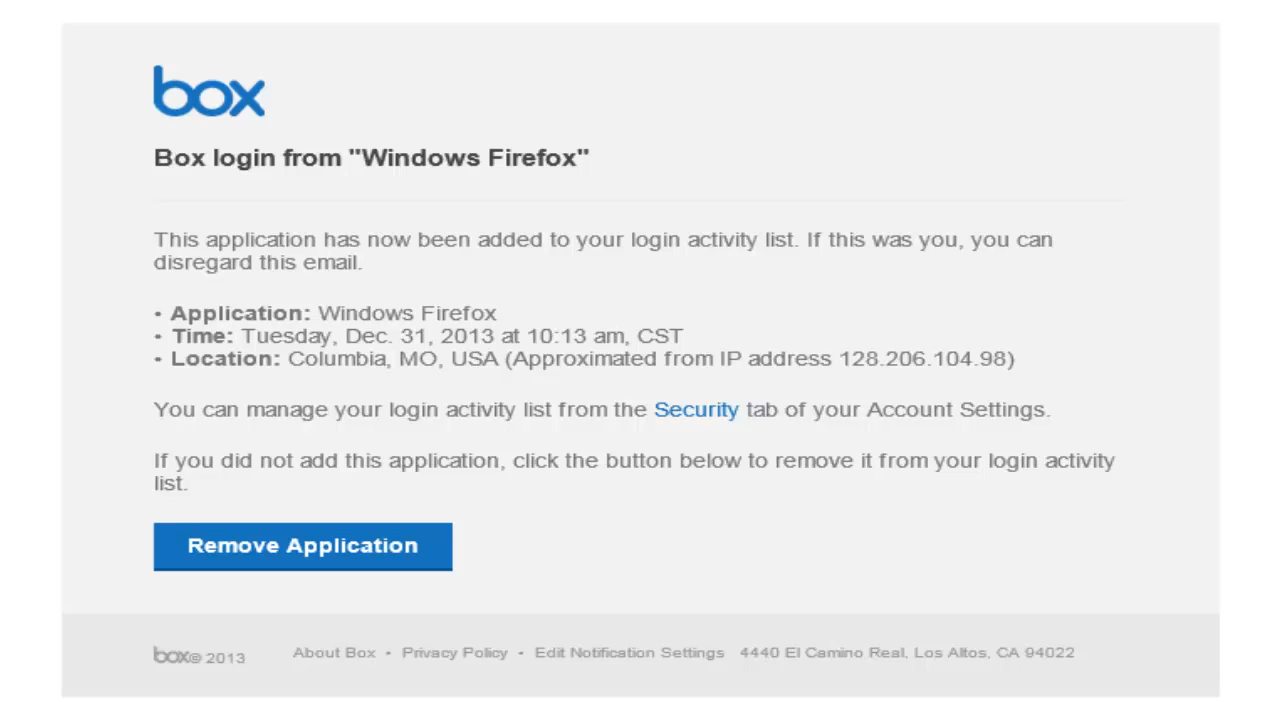 box
Box login from "Windows Firefox"
This application has now been added to your login activity list. If this was you, you can
disregard this email.
• Application: Windows Firefox
• Time: Tuesday, Dec. 31, 2013 at 10:13 am, CST
• Location: Columbia, MO, USA (Approximated from IP address 128.206.104.98)
You can manage your login activity list from the Security tab of your Account Settings.
If you did not add this application, click the button below to remove it from your login activity
list.
Remove Application
box© 2013 About Box • Privacy Policy • Edit Notification Settings 4440 El Camino Real, Los Altos, CA 94022